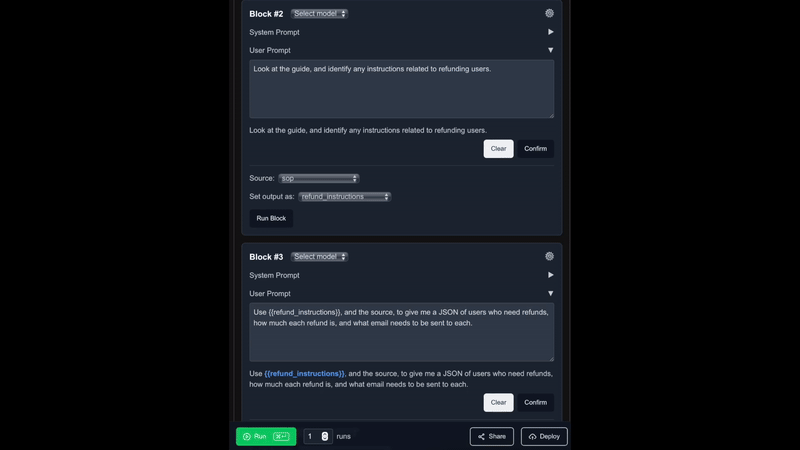 Block #2 Select model
System Prompt
User Prompt
Look at the guide, and identify any instructions related to refunding users.
Look at the guide, and identify any instructions related to refunding users.
Clear Confirm
Source: sop
Set output as: refund_instructions
Run Block
Block #3 Select model
System Prompt
User Prompt
Use {{refund_instructions}}, and the source, to give me a JSON of users who need refunds,
how much each refund is, and what email needs to be sent to each.
Use {{refund_instructions}}, and the source, to give me a JSON of users who need refunds,
how much each refund is, and what email needs to be sent to each.
Clear Confirm
Run ⌘↵ 1 runs Share Deploy